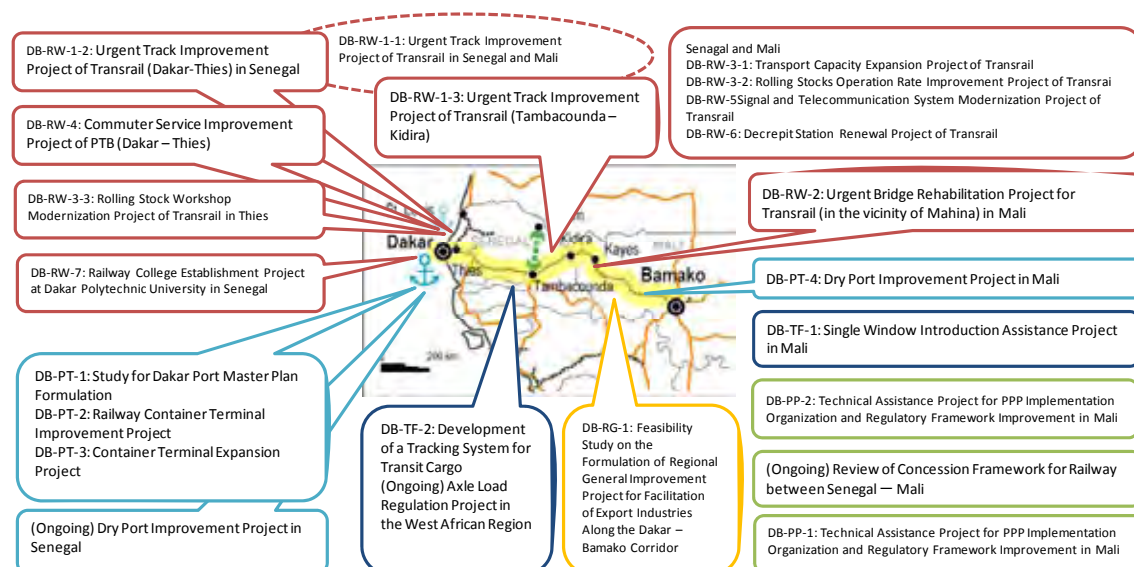 DB-RW-1-2: Urgent Track Improvement
Project of Transrail (Dakar-Thies) in Senegal
DB-RW-1-1: Urgent Track Improvement
Project of Transrail in Senegal and Mali
Senagal and Mali
DB-RW-3-1: Transport Capacity Expansion Project of Transrail
DB-RW-3-2: Rolling Stocks Operation Rate Improvement Project of Transrai
DB-RW-5Signal and Telecommunication System Modernization Project of
Transrail
DB-RW-6: Decrepit Station Renewal Project of Transrail
DB-RW-1-3: Urgent Track Improvement
Project of Transrail (Tambacounda –
Kidira)
DB-RW-4: Commuter Service Improvement
Project of PTB (Dakar – Thies)
DB-RW-3-3: Rolling Stock Workshop
Modernization Project of Transrail in Thies
DB-RW-2: Urgent Bridge Rehabilitation Project for
Transrail (in the vicinity of Mahina) in Mali
DB-RW-7: Railway College Establishment Project
at Dakar Polytechnic University in Senegal
Dakar
SENEGAL
Kidira
Kayes
MALI
Thies
Tambacounda
Bamako
200 km
DB-PT-4: Dry Port Improvement Project in Mali
DB-TF-1: Single Window Introduction Assistance Project
in Mali
DB-PT-1: Study for Dakar Port Master Plan
Formulation
DB-PT-2: Railway Container Terminal
Improvement Project
DB-PT-3: Container Terminal Expansion
Project
(Ongoing) Dry Port Improvement Project in
Senegal
DB-TF-2: Development
of a Tracking System for
Transit Cargo
(Ongoing) Axle Load
Regulation Project in
the West African Region
DB-RG-1: Feasibility
Study on the
Formulation of Regional
General Improvement
Project for Facilitation
of Export Industries
Along the Dakar –
Bamako Corridor
DB-PP-2: Technical Assistance Project for PPP Implementation
Organization and Regulatory Framework Improvement in Mali
(Ongoing) Review of Concession Framework for Railway
between Senegal — Mali
DB-PP-1: Technical Assistance Project for PPP Implementation
Organization and Regulatory Framework Improvement in Mali